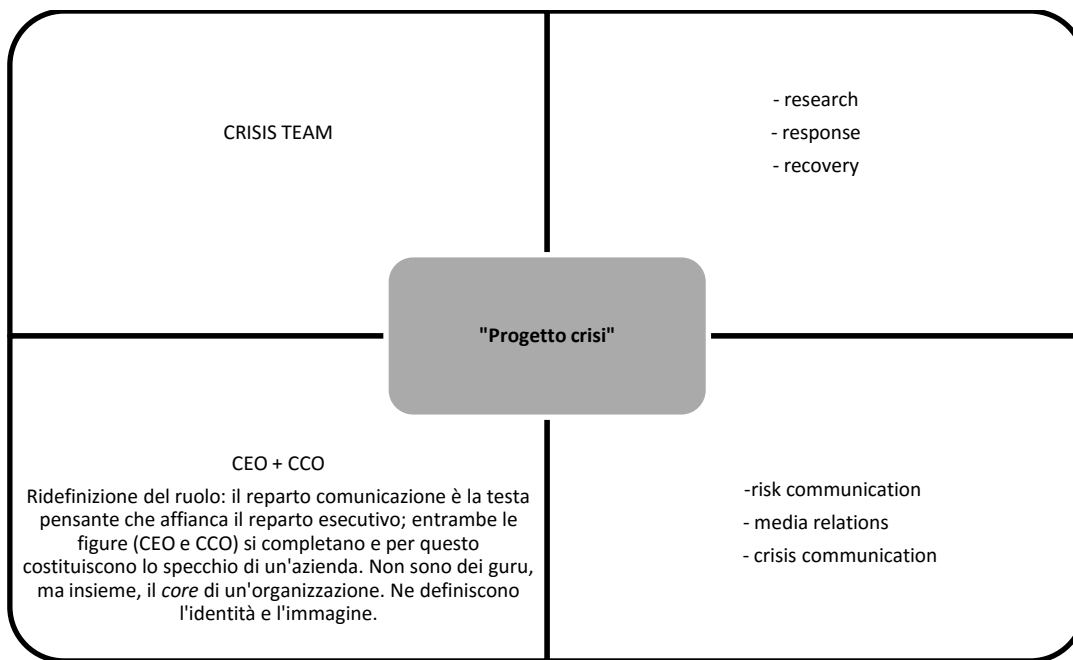 CRISIS TEAM
- research
- response
- recovery
"Progetto crisi"
CEO + CCO
Ridefinizione del ruolo: il reparto comunicazione è la testa
pensante che affianca il reparto esecutivo; entrambe le
figure (CEO e CCO) si completano e per questo
costituiscono lo specchio di un'azienda. Non sono dei guru,
ma insieme, il core di un'organizzazione. Ne definiscono
l'identità e l'immagine.
-risk communication
- media relations
- crisis communication